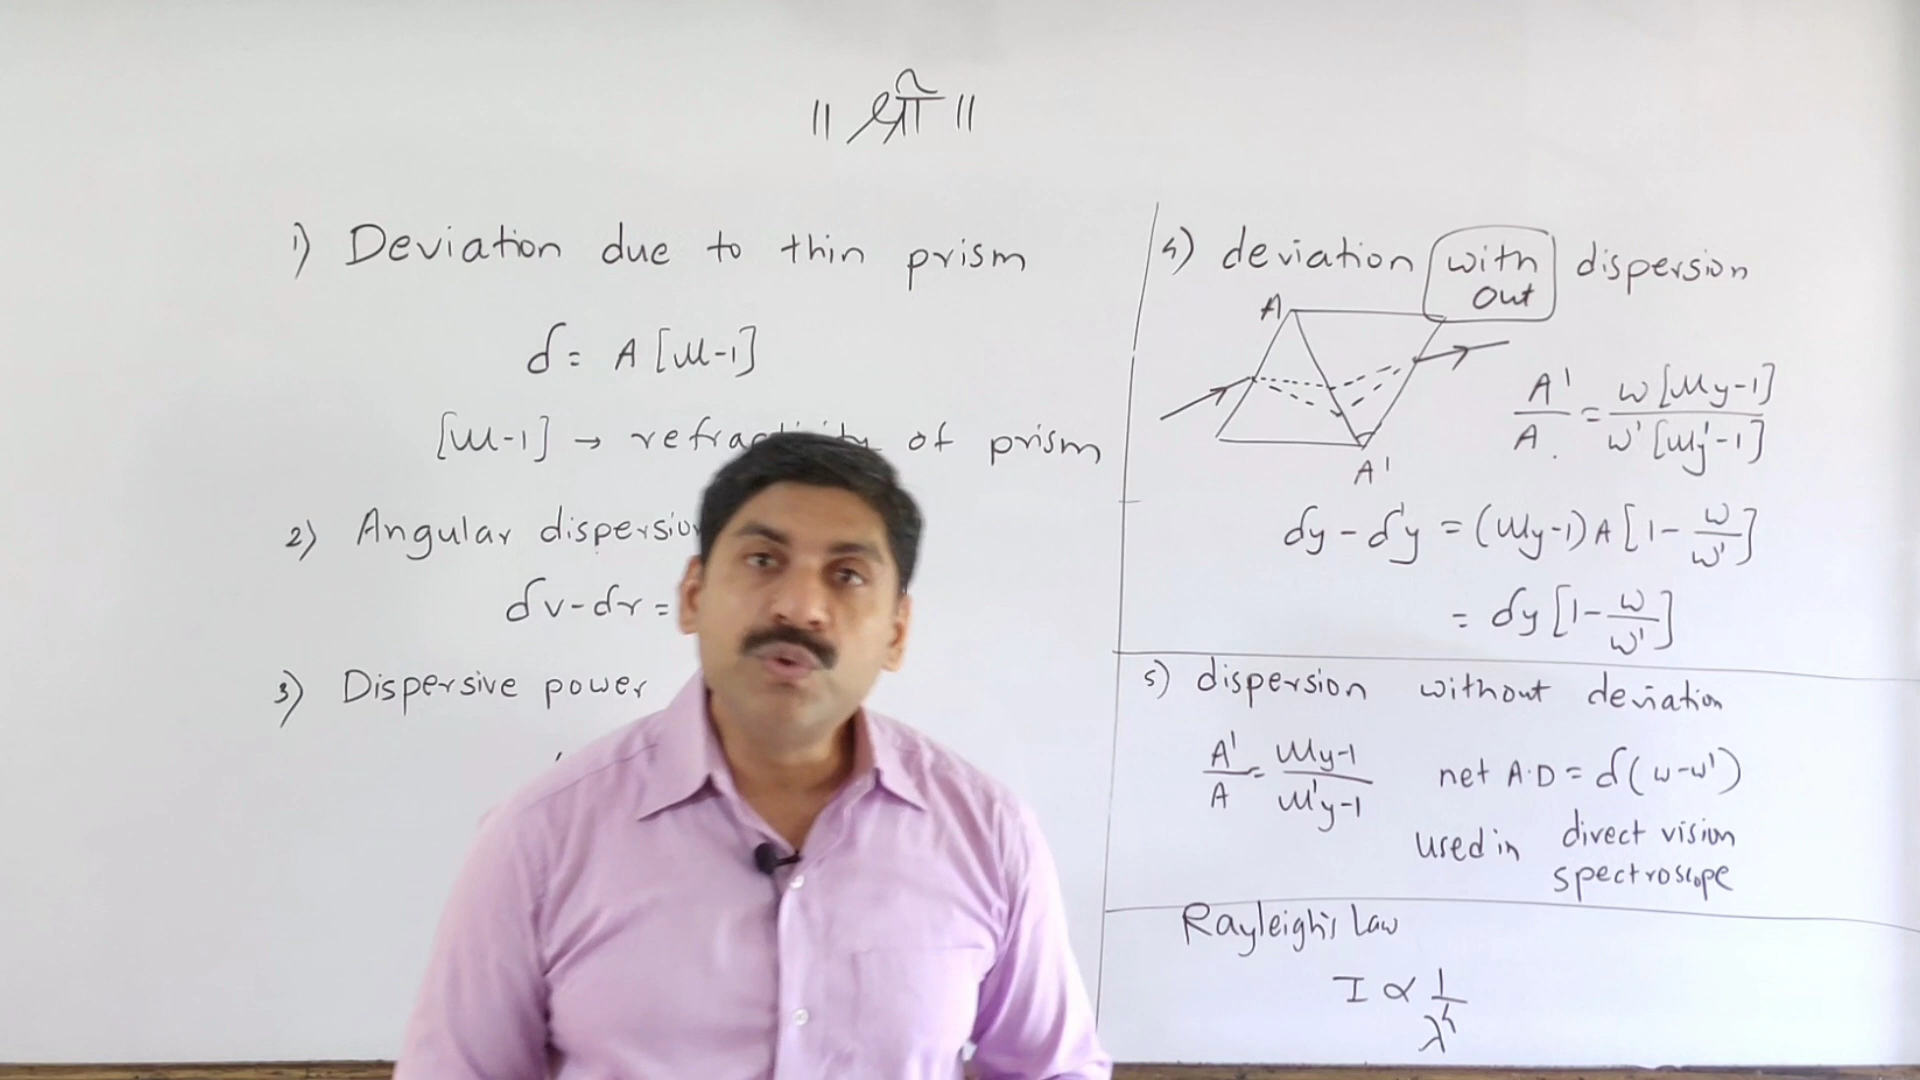 ॥ श्री ॥
1) Deviation due to thin prism
δ = A [μ-1]
[μ-1] → of prism
2) Angular
δv - δr =
3) Dispersive power
4) deviation with out dispersion
A
A'
A'/A = ω[μy-1]/ω'[μ'y-1]
δy - δ'y = (μy-1) A [1 - ω/ω']
= δy [1 - ω/ω']
5) dispersion without deviation
A'/A = μy-1/μ'y-1
net A.D = δ(ω-ω')
used in direct vision
spectroscope
Rayleigh's Law
I ∝ 1/λ⁴